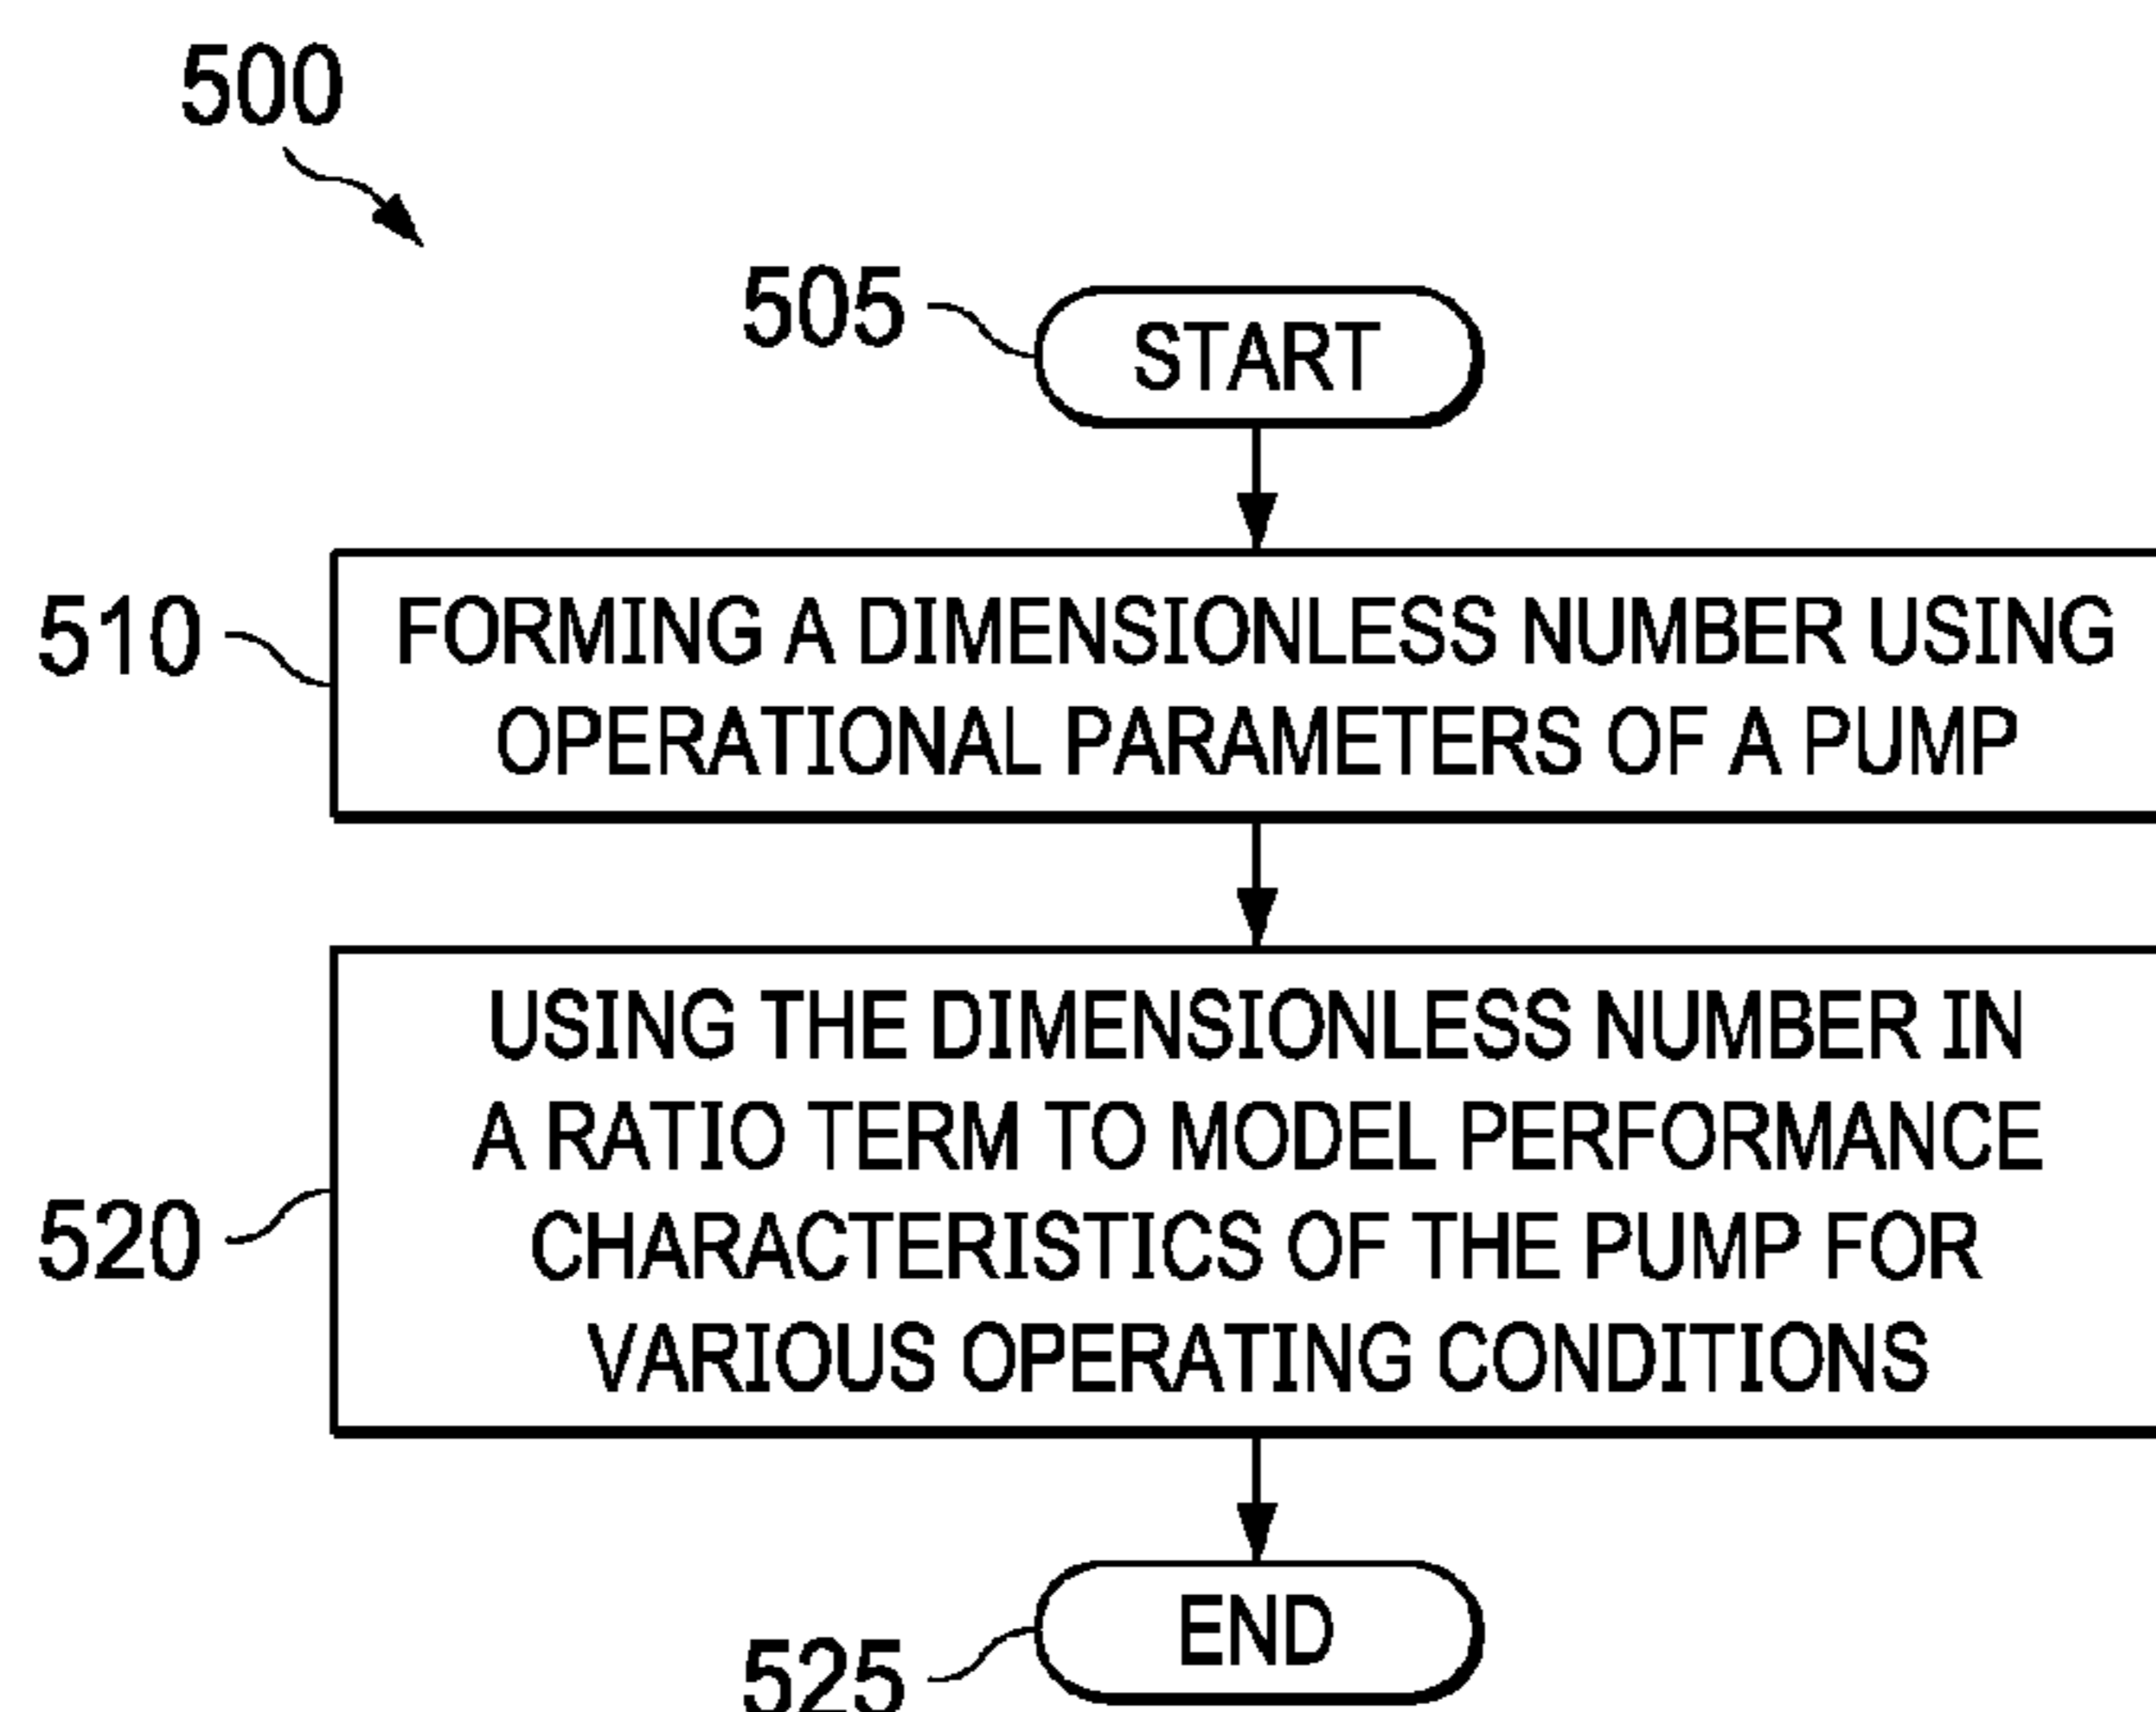 500
505
START
510
FORMING A DIMENSIONLESS NUMBER USING
OPERATIONAL PARAMETERS OF A PUMP
USING THE DIMENSIONLESS NUMBER IN
A RATIO TERM TO MODEL PERFORMANCE
520
CHARACTERISTICS OF THE PUMP FOR
VARIOUS OPERATING CONDITIONS
END
525